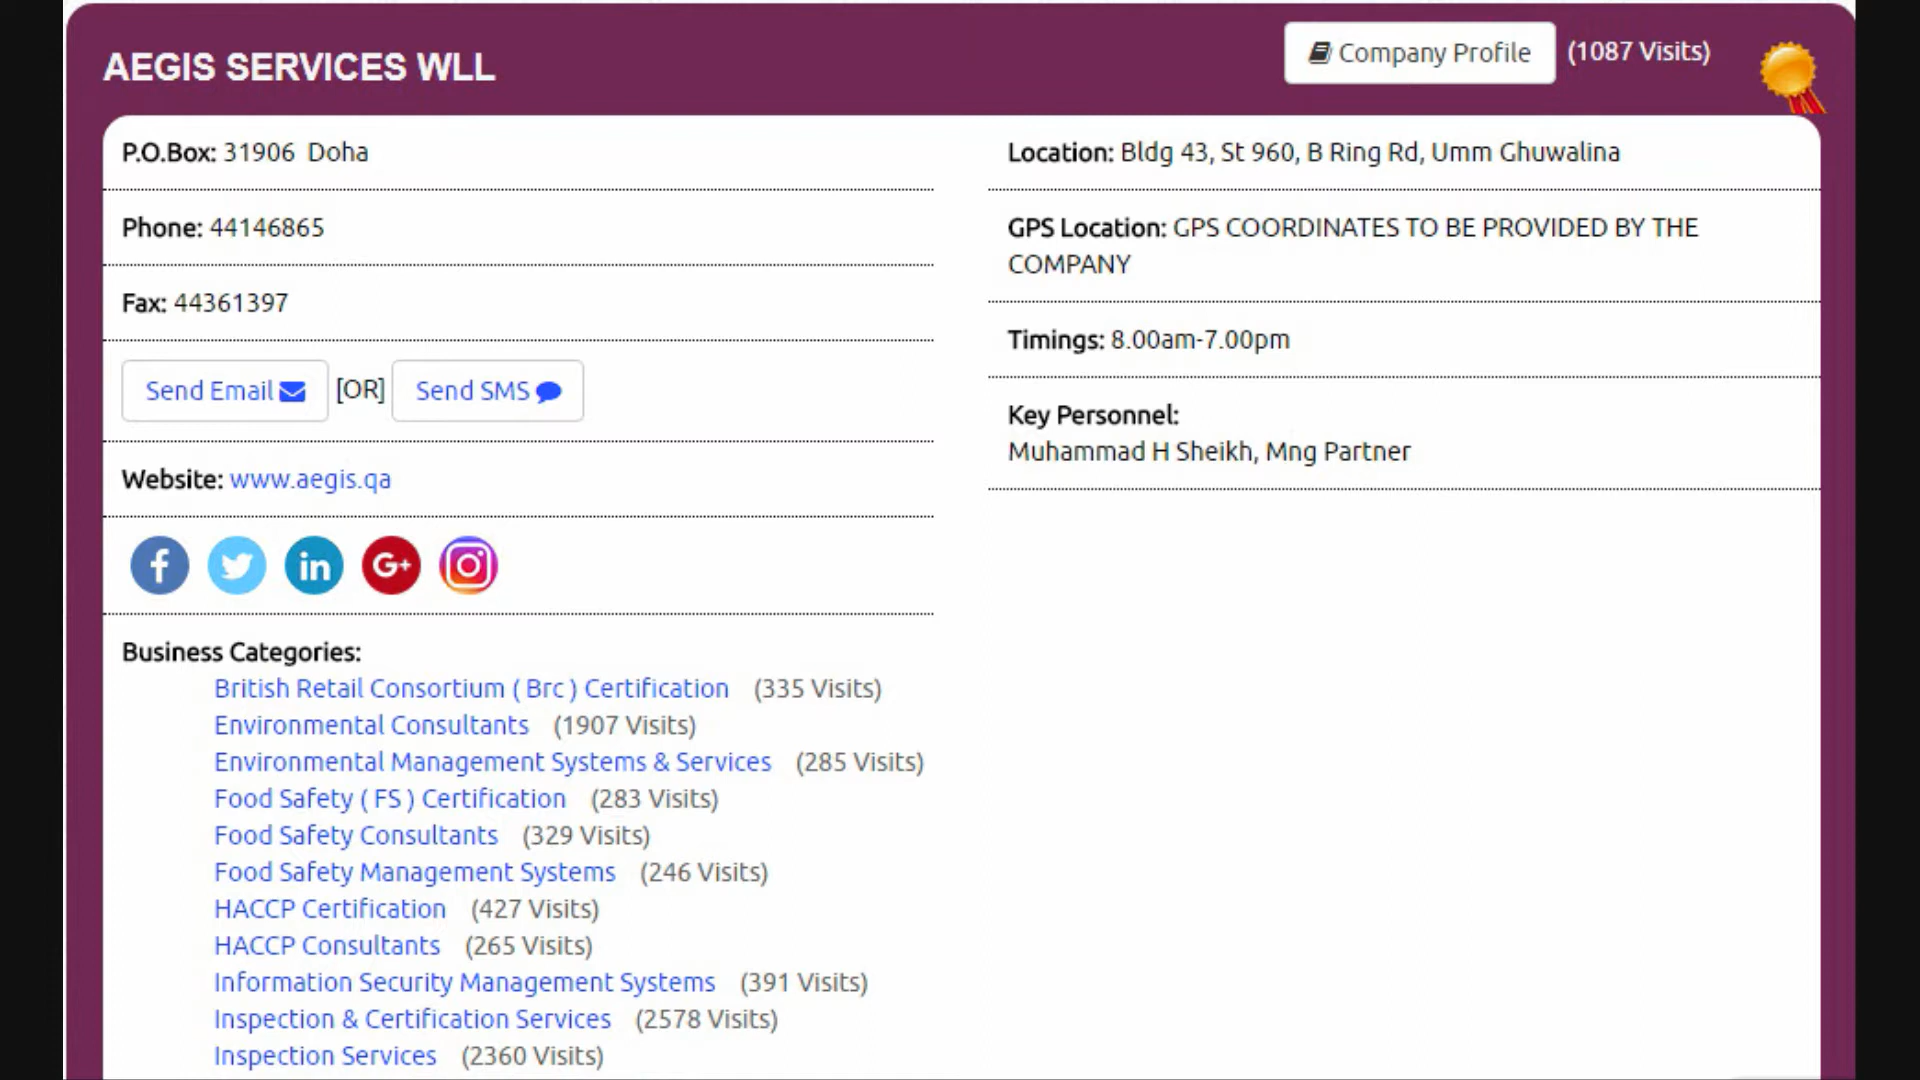 AEGIS SERVICES WLL
Company Profile (1087 Visits)
P.O.Box: 31906 Doha
Phone: 44146865
Fax: 44361397
Send Email [OR] Send SMS
Website: www.aegis.qa
f in G+
Business Categories:
British Retail Consortium ( Brc ) Certification (335 Visits)
Environmental Consultants (1907 Visits)
Environmental Management Systems & Services (285 Visits)
Food Safety ( FS ) Certification (283 Visits)
Food Safety Consultants (329 Visits)
Food Safety Management Systems (246 Visits)
HACCP Certification (427 Visits)
HACCP Consultants (265 Visits)
Information Security Management Systems (391 Visits)
Inspection & Certification Services (2578 Visits)
Inspection Services (2360 Visits)
Location: Bldg 43, St 960, B Ring Rd, Umm Ghuwalina
GPS Location: GPS COORDINATES TO BE PROVIDED BY THE
COMPANY
Timings: 8.00am-7.00pm
Key Personnel:
Muhammad H Sheikh, Mng Partner